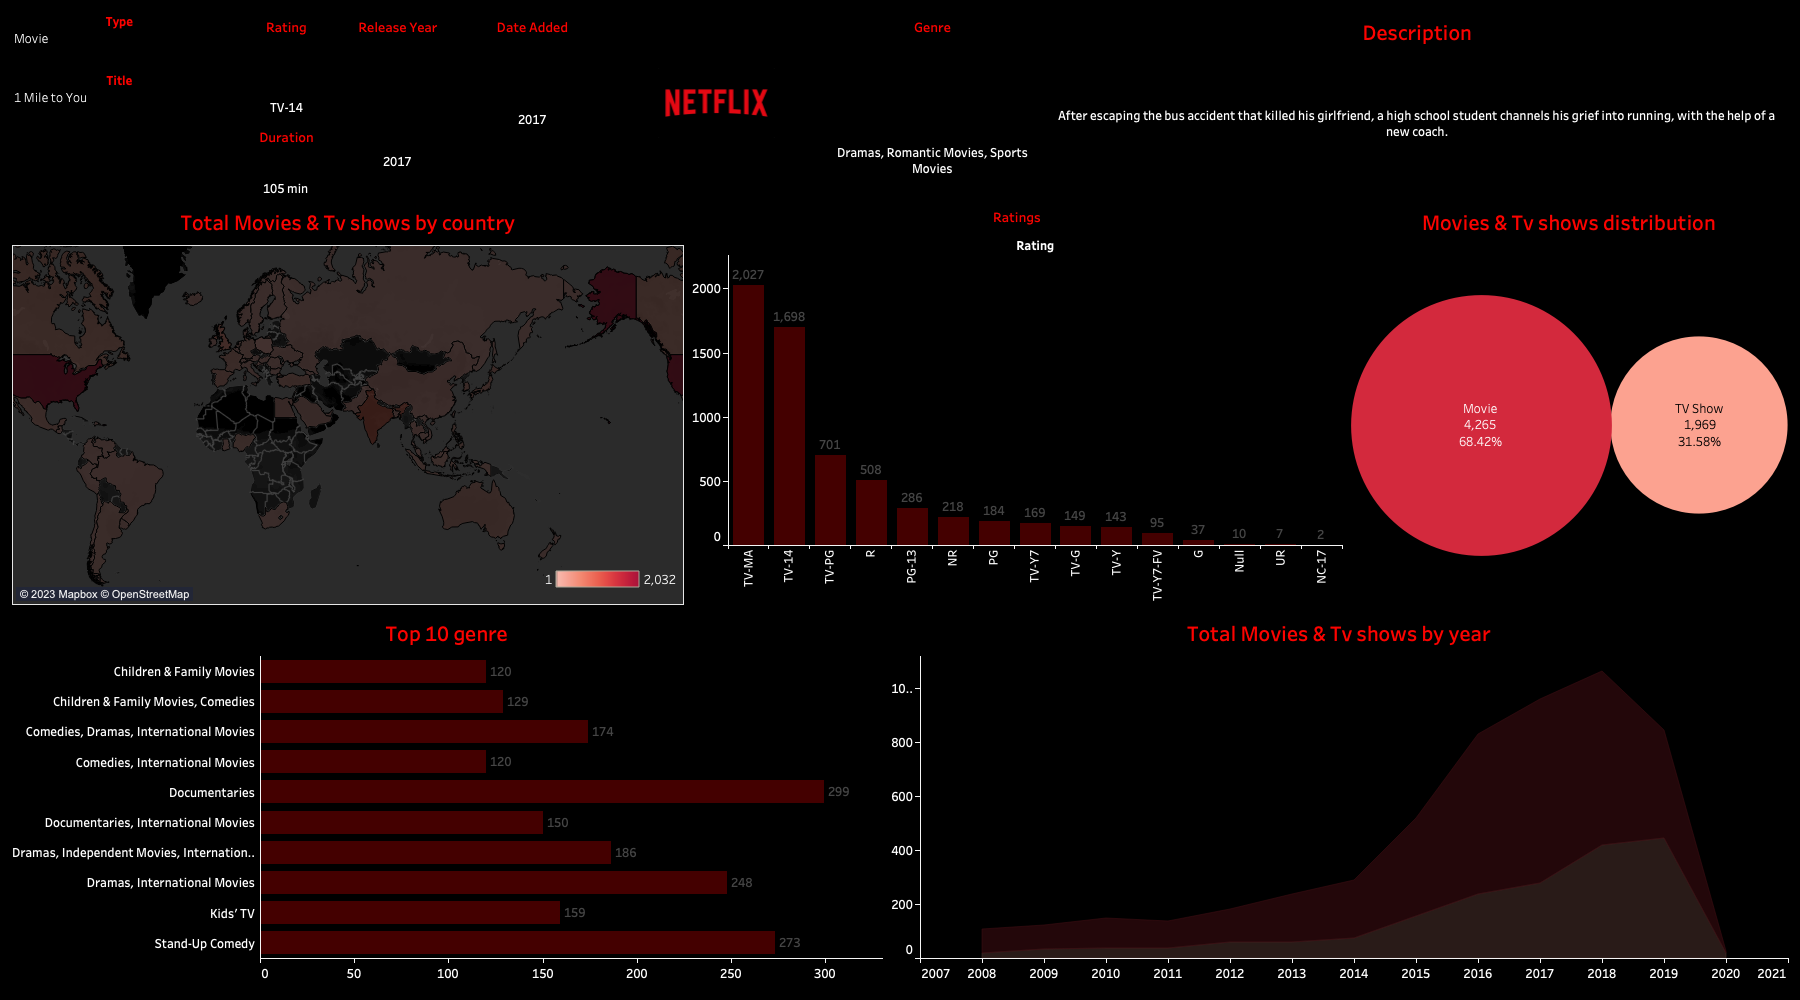 Type
Movie
Title
1 Mile to You
Rating
TV-14
Duration
105 min
Release Year
2017
Date Added
2017
NETFLIX
Genre
Dramas, Romantic Movies, Sports
Movies
Description
After escaping the bus accident that killed his girlfriend, a high school student channels his grief into running, with the help of a
new coach.
Total Movies & Tv shows by country
1
2,032
© 2023 Mapbox © OpenStreetMap
Ratings
Rating
2000
1500
1000
500
0
2,027
1,698
701
508
286
218
184
169
149
143
95
37
10
7
2
TV-MA
TV-14
TV-PG
R
PG-13
NR
PG
TV-Y7
TV-G
TV-Y
TV-Y7-FV
G
Null
UR
NC-17
Movies & Tv shows distribution
Movie
4,265
68.42%
TV Show
1,969
31.58%
Top 10 genre
Children & Family Movies 120
Children & Family Movies, Comedies 129
Comedies, Dramas, International Movies 174
Comedies, International Movies 120
Documentaries 299
Documentaries, International Movies 150
Dramas, Independent Movies, Internation.. 186
Dramas, International Movies 248
Kids' TV 159
Stand-Up Comedy 273
0 50 100 150 200 250 300
Total Movies & Tv shows by year
10..
800
600
400
200
0
2007 2008 2009 2010 2011 2012 2013 2014 2015 2016 2017 2018 2019 2020 2021